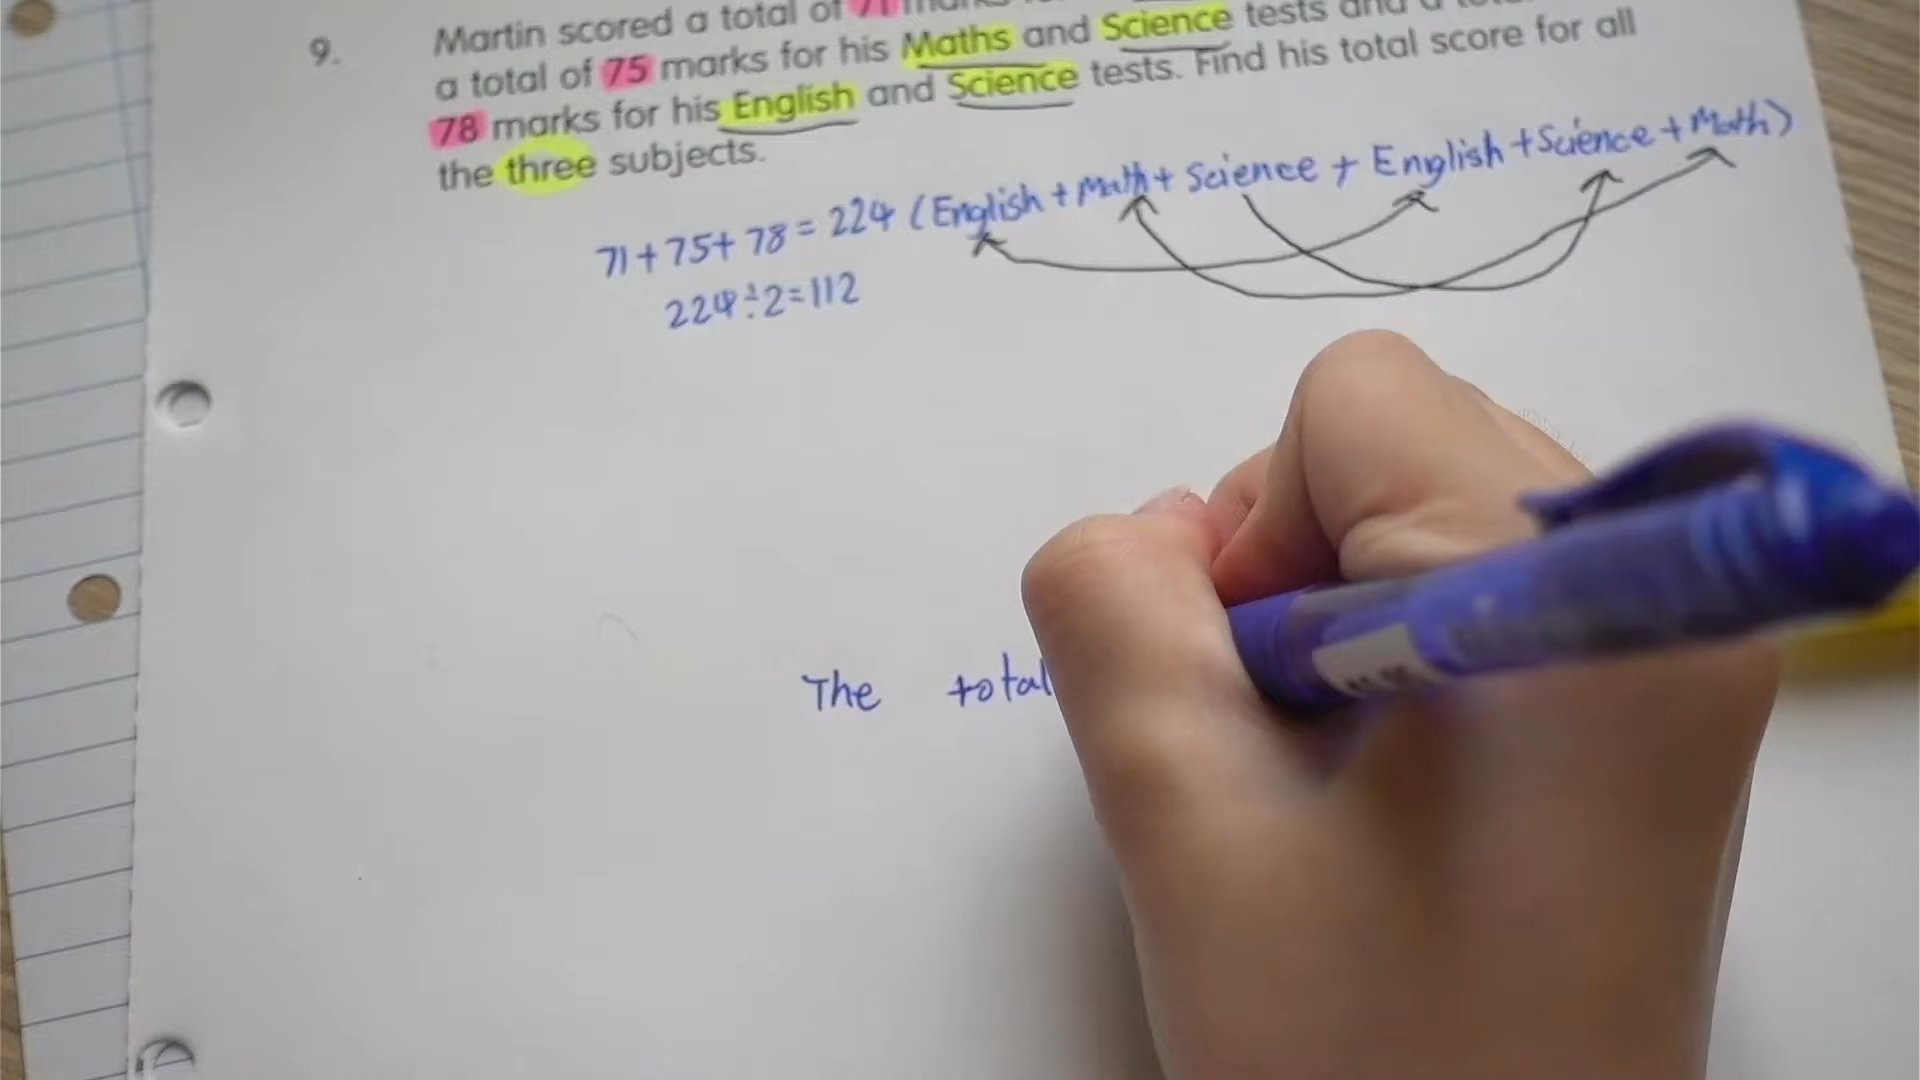 9. Martin scored a total of 71
a total of 75 marks for his Maths and Science tests and a
78 marks for his English and Science tests. Find his total score for all
the three subjects.
71+75+78=224 (English+Math+Science+English+Science+Math)
224÷2=112
The total